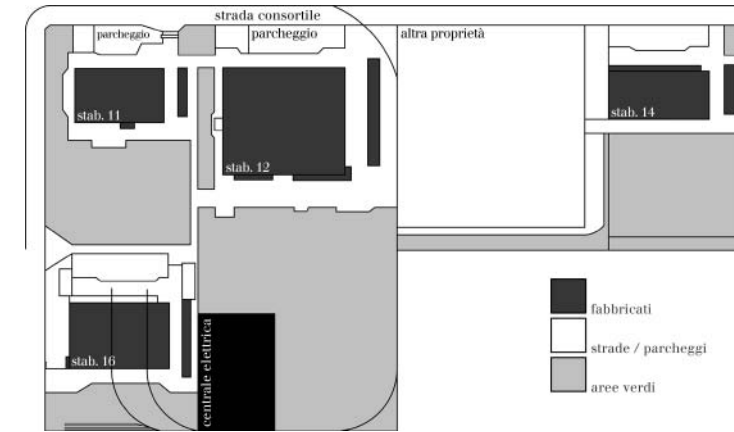 strada consortile
parcheggio
parcheggio
altra proprietà
stab. 11
stab. 12
stab. 14
stab. 16
centrale elettrica
fabbricati
strade / parcheggi
aree verdi